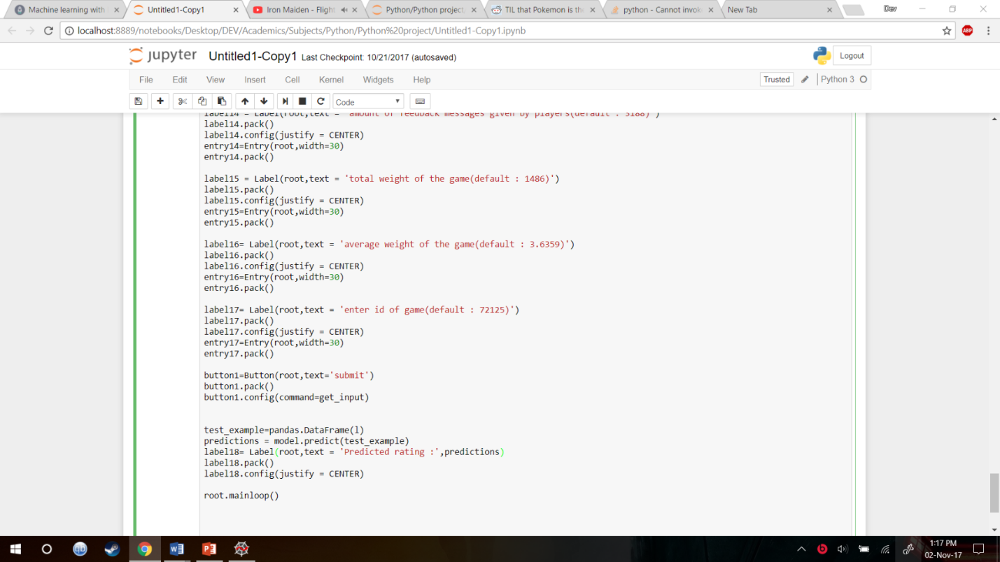 Machine learning with
Untitled1-Copy1
Iron Maiden - Flight
Python/Python project
TIL that Pokemon is the
python - Cannot invok
New Tab
Dev
localhost:8889/notebooks/Desktop/DEV/Academics/Subjects/Python/Python%20project/Untitled1-Copy1.ipynb
ABP
jupyter Untitled1-Copy1 Last Checkpoint: 10/21/2017 (autosaved)
Logout
File Edit View Insert Cell Kernel Widgets Help
Trusted Python 3
Code
label14 = Label(root,text = 'amount of feedback messages given by players(default : 5188)')
label14.pack()
label14.config(justify = CENTER)
entry14=Entry(root,width=30)
entry14.pack()
label15 = Label(root,text = 'total weight of the game(default : 1486)')
label15.pack()
label15.config(justify = CENTER)
entry15=Entry(root,width=30)
entry15.pack()
label16= Label(root,text = 'average weight of the game(default : 3.6359)')
label16.pack()
label16.config(justify = CENTER)
entry16=Entry(root,width=30)
entry16.pack()
label17= Label(root,text = 'enter id of game(default : 72125)')
label17.pack()
label17.config(justify = CENTER)
entry17=Entry(root,width=30)
entry17.pack()
button1=Button(root,text='submit')
button1.pack()
button1.config(command=get_input)
test_example=pandas.DataFrame(l)
predictions = model.predict(test_example)
label18= Label(root,text = 'Predicted rating :',predictions)
label18.pack()
label18.config(justify = CENTER)
root.mainloop()
1:17 PM
02-Nov-17